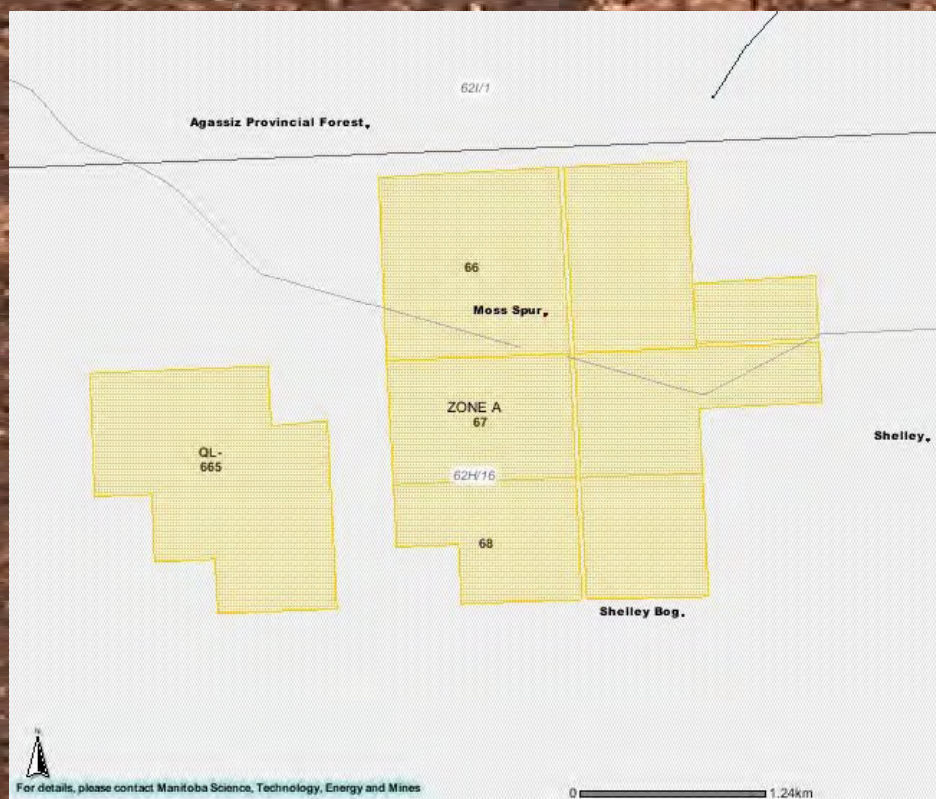 62I/1
Agassiz Provincial Forest
66
Moss Spur
ZONE A
67
Shelley
QL-
665
62H/16
68
Shelley Bog
N
For details, please contact Manitoba Science, Technology, Energy and Mines
0 1.24km